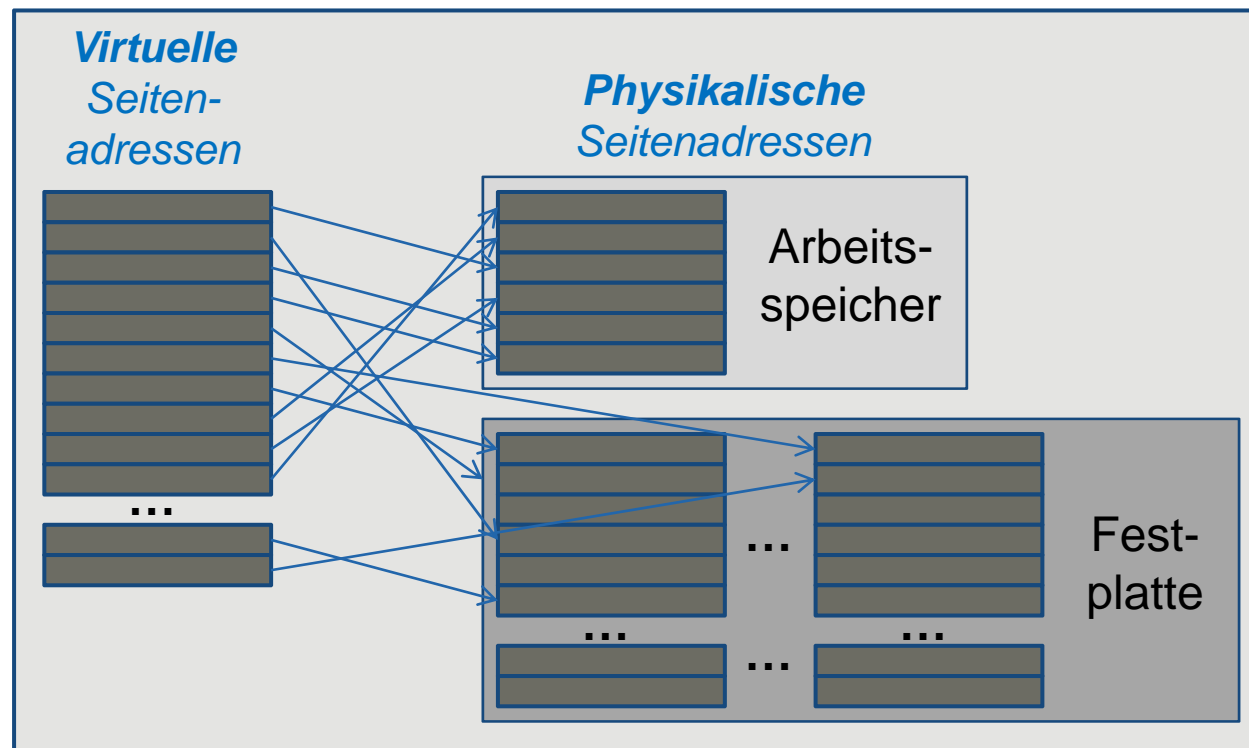 Virtuelle
Seiten-
adressen
Physikalische
Seitenadressen
Arbeits-
speicher
...
...
Fest-
platte
...
...
...